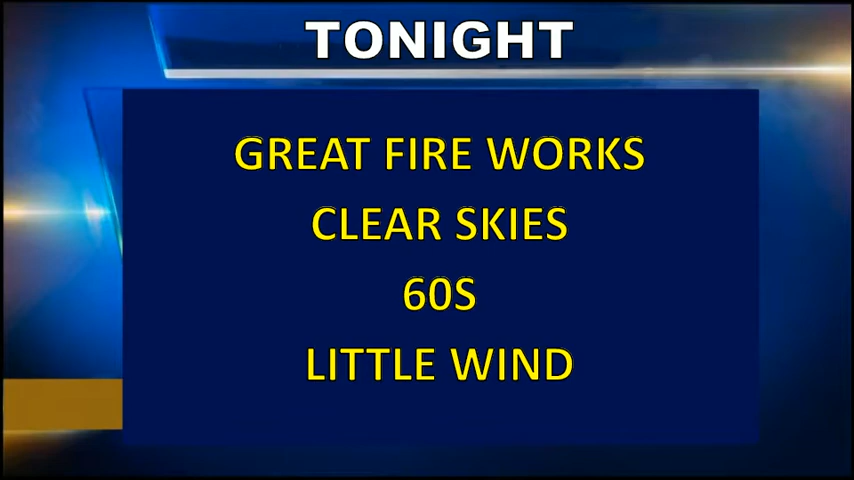 TONIGHT
GREAT FIRE WORKS
CLEAR SKIES
60S
LITTLE WIND